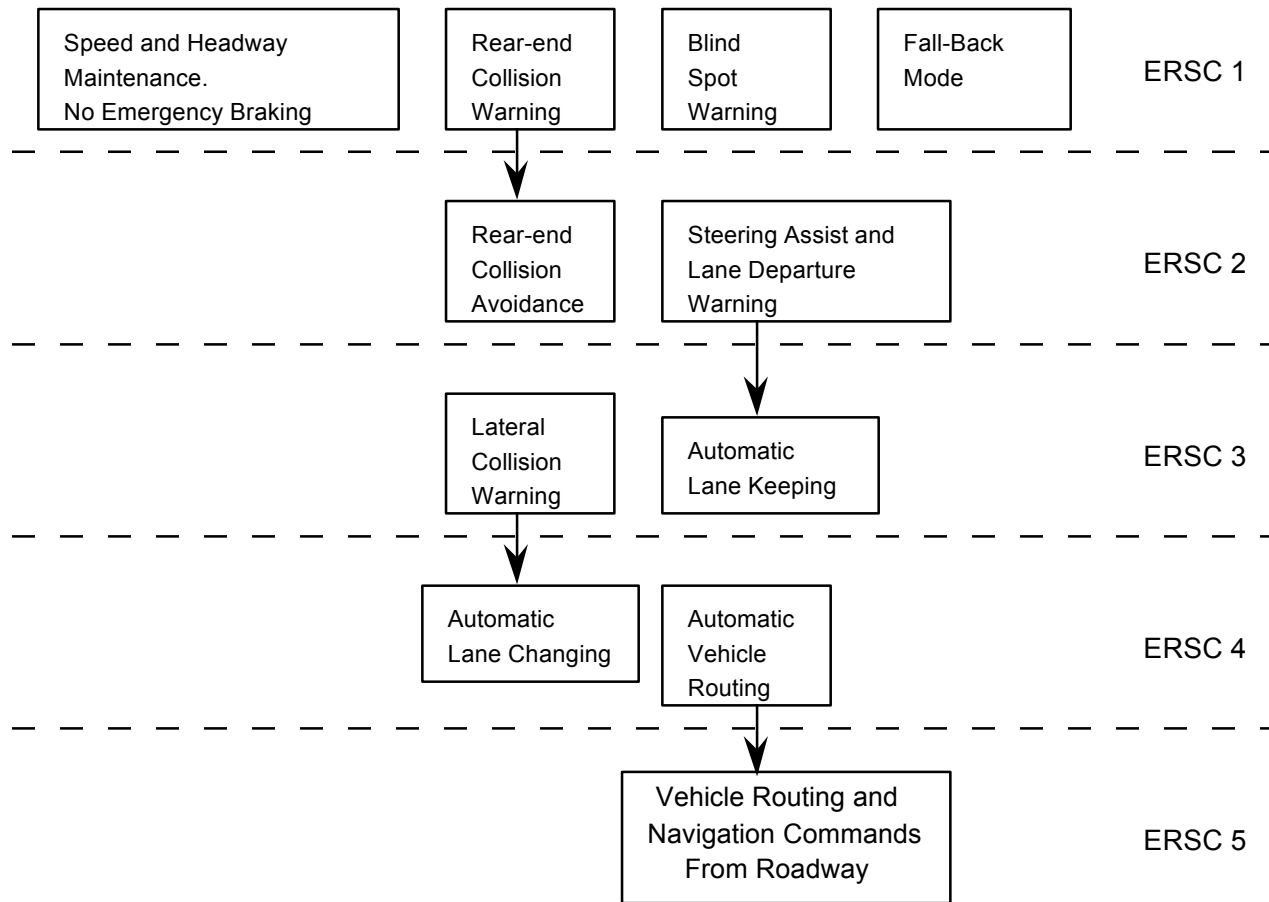 Speed and Headway
Maintenance.
No Emergency Braking
Rear-end
Collision
Warning
Blind
Spot
Warning
Fall-Back
Mode
ERSC 1
Rear-end
Collision
Avoidance
Steering Assist and
Lane Departure
Warning
ERSC 2
Lateral
Collision
Warning
Automatic
Lane Keeping
ERSC 3
Automatic
Lane Changing
Automatic
Vehicle
Routing
ERSC 4
Vehicle Routing and
Navigation Commands
From Roadway
ERSC 5